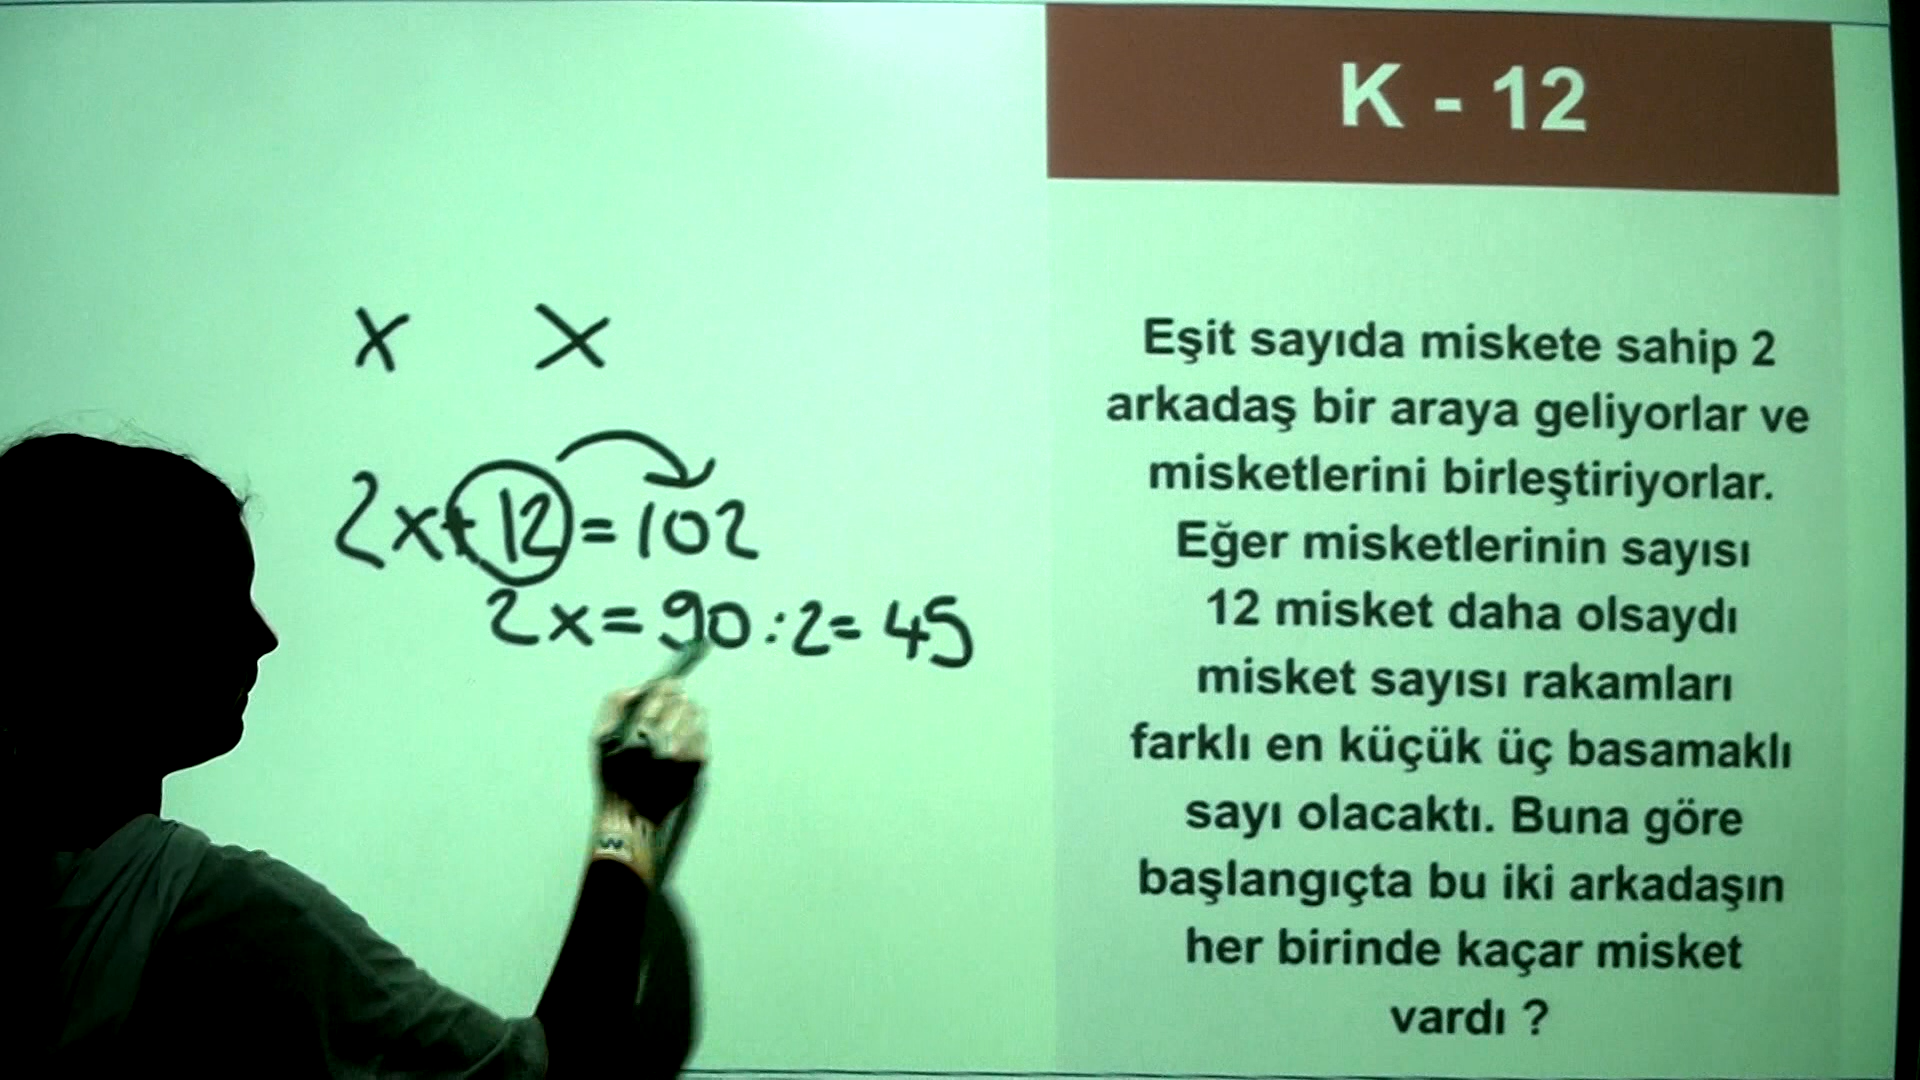 K - 12
x x
2x+12=102
2x=90:2=45
Eşit sayıda miskete sahip 2
arkadaş bir araya geliyorlar ve
misketlerini birleştiriyorlar.
Eğer misketlerinin sayısı
12 misket daha olsaydı
misket sayısı rakamları
farklı en küçük üç basamaklı
sayı olacaktı. Buna göre
başlangıçta bu iki arkadaşın
her birinde kaçar misket
vardı ?